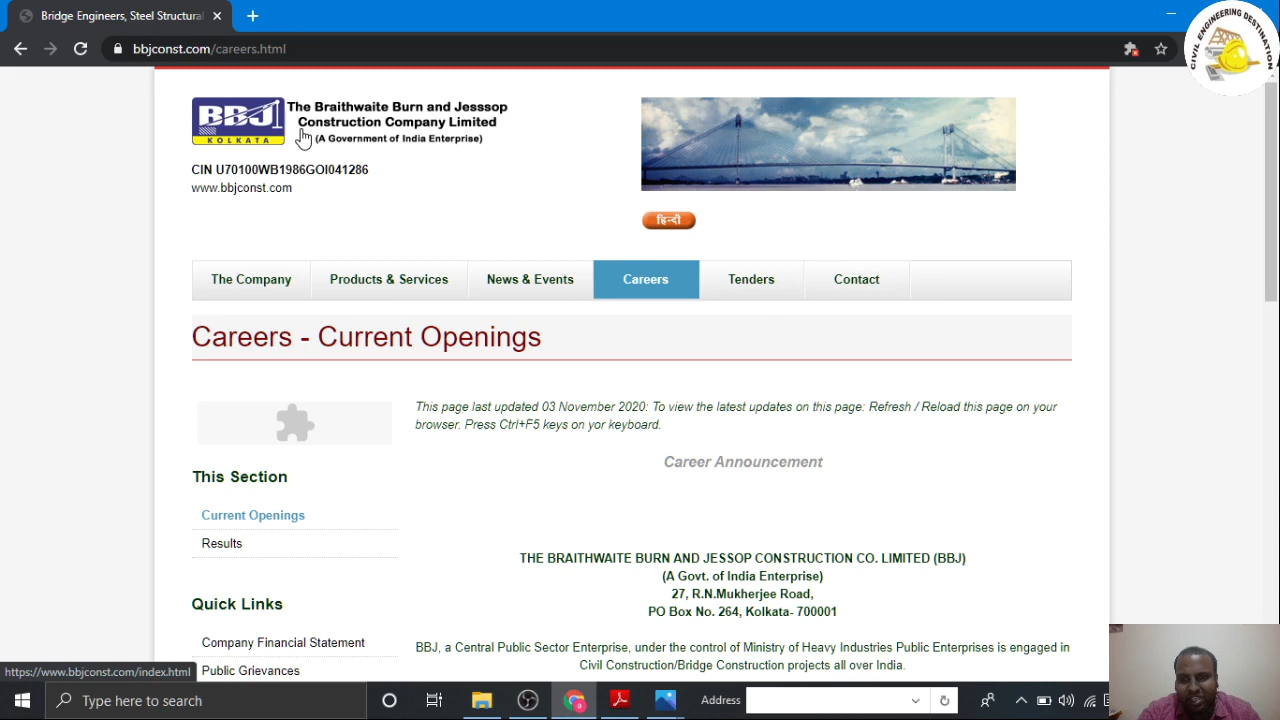 Bridge Engineers, Steel Structural
bbjconst.com/careers.html
CIVIL ENGINEERING DESTINATION
BBJ
KOLKATA
The Braithwaite Burn and Jesssop
Construction Company Limited
(A Government of India Enterprise)
CIN U70100WB1986GOI041286
www.bbjconst.com
हिन्दी
The Company
Products & Services
News & Events
Careers
Tenders
Contact
Careers - Current Openings
This page last updated 03 November 2020: To view the latest updates on this page: Refresh / Reload this page on your
browser. Press Ctrl+F5 keys on yor keyboard.
Career Announcement
This Section
Current Openings
Results
Quick Links
Company Financial Statement
Public Grievances
THE BRAITHWAITE BURN AND JESSOP CONSTRUCTION CO. LIMITED (BBJ)
(A Govt. of India Enterprise)
27, R.N.Mukherjee Road,
PO Box No. 264, Kolkata- 700001
BBJ, a Central Public Sector Enterprise, under the control of Ministry of Heavy Industries Public Enterprises is engaged in
Civil Construction/Bridge Construction projects all over India.
https://www.bbjconst.com/index.html
Type here to search
Address